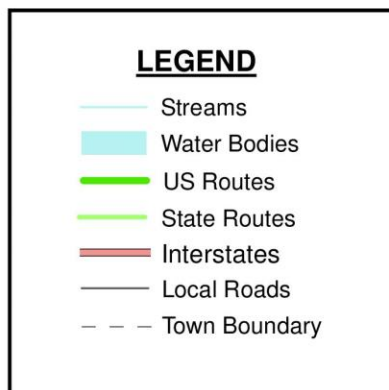 LEGEND
Streams
Water Bodies
US Routes
State Routes
Interstates
Local Roads
Town Boundary